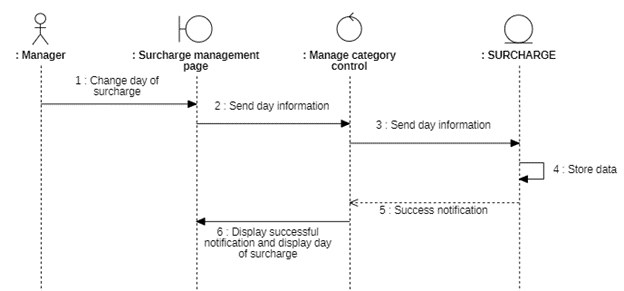 : Manager
: Surcharge management
page
: Manage category
control
: SURCHARGE
1 : Change day of
surcharge
2 : Send day information
3 : Send day information
4 : Store data
5 : Success notification
6 : Display successful
notification and display day
of surcharge